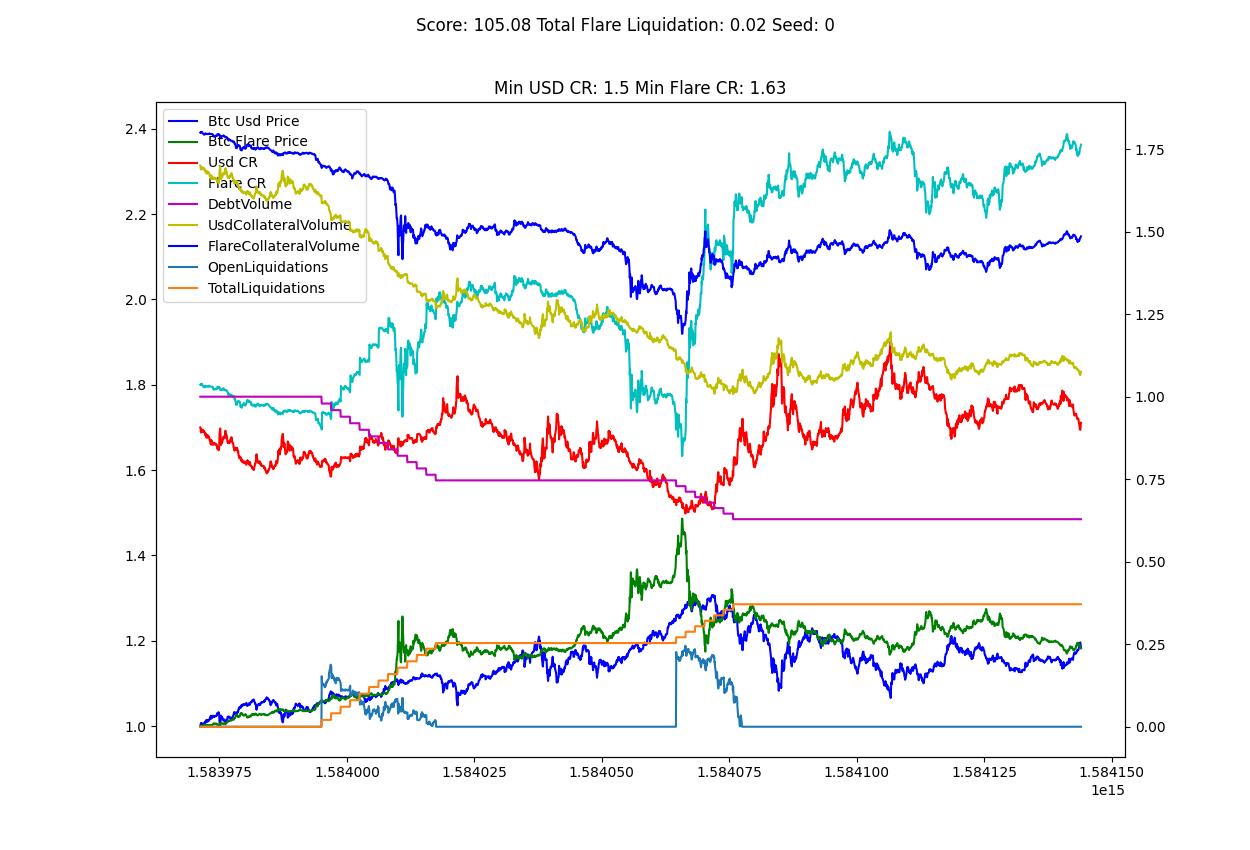 Score: 105.08 Total Flare Liquidation: 0.02 Seed: 0
Min USD CR: 1.5 Min Flare CR: 1.63
Btc Usd Price
Btc Flare Price
Usd CR
Flare CR
DebtVolume
UsdCollateralVolume
FlareCollateralVolume
OpenLiquidations
TotalLiquidations
2.4
2.2
2.0
1.8
1.6
1.4
1.2
1.0
1.75
1.50
1.25
1.00
0.75
0.50
0.25
0.00
1.583975 1.584000 1.584025 1.584050 1.584075 1.584100 1.584125 1.584150
1e15